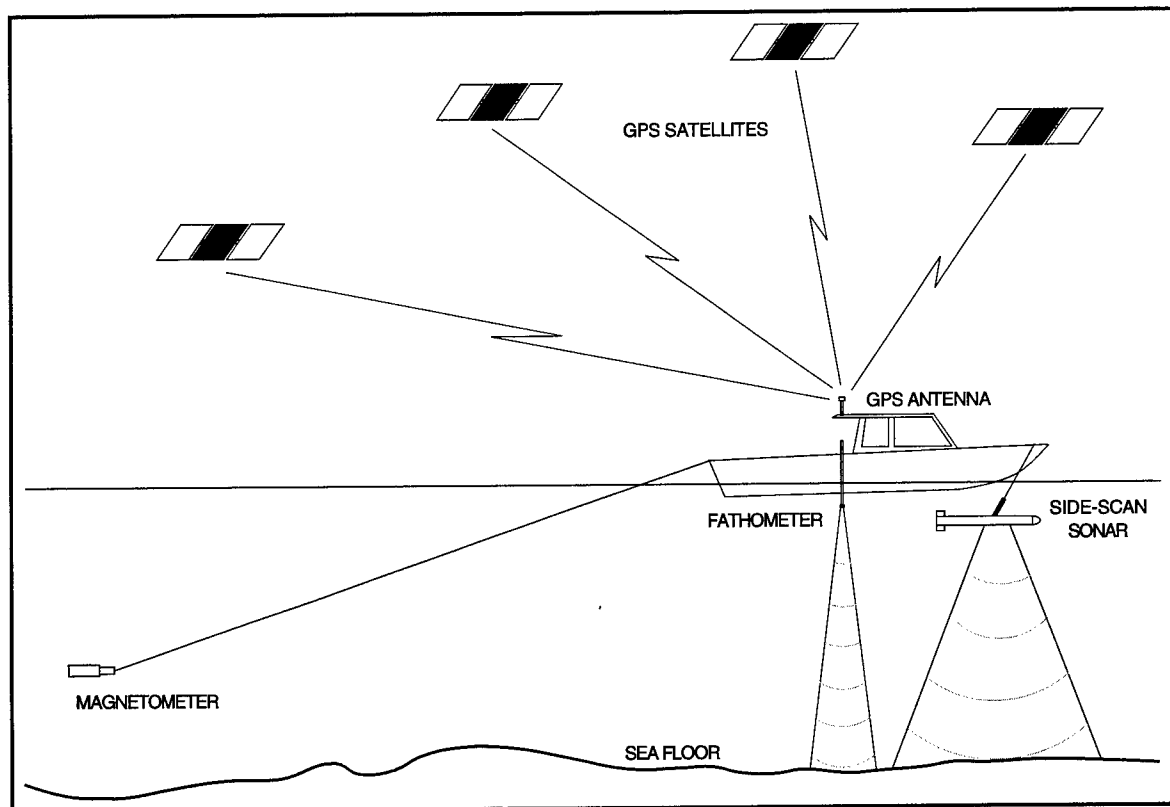 GPS SATELLITES
GPS ANTENNA
FATHOMETER
SIDE-SCAN
SONAR
MAGNETOMETER
SEA FLOOR